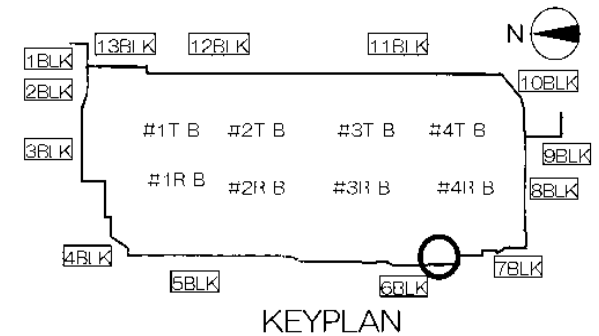 13BLK 12BLK 11BLK N
1BLK
2BLK 10BLK
#1T B #2T B #3T B #4T B
3BLK 9BLK
#1R B #2R B #3R B #4R B 8BLK
4BLK 7BLK
5BLK 6BLK
KEYPLAN